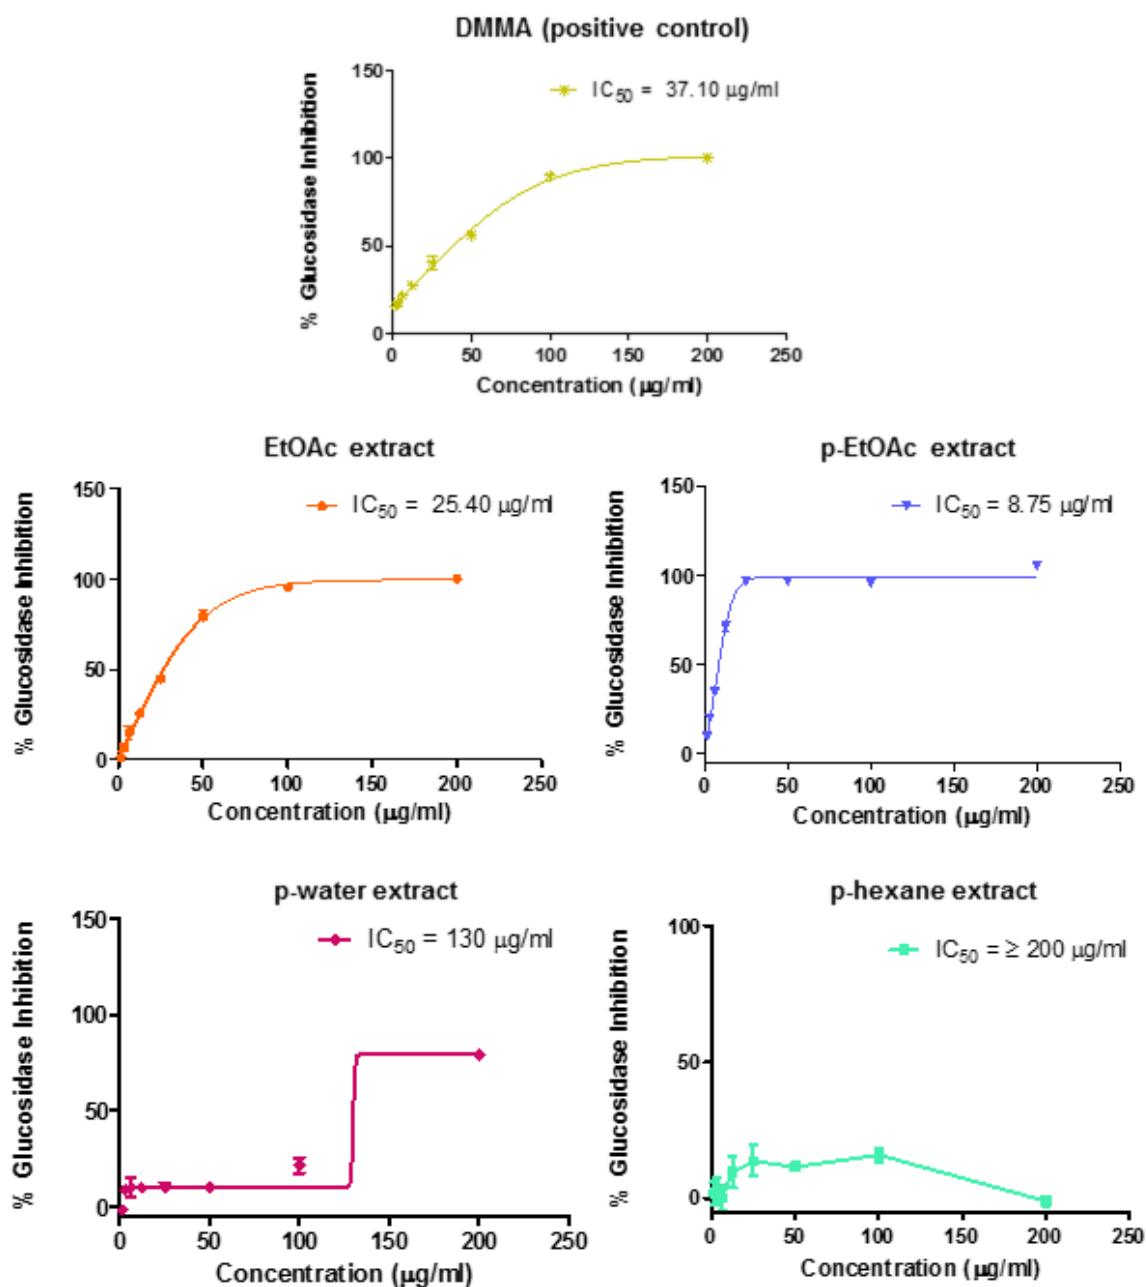 DMMA (positive control)
IC50 = 37.10 µg/ml
% Glucosidase Inhibition
150
100
50
0
0 50 100 150 200 250
Concentration (µg/ml)
EtOAc extract
IC50 = 25.40 µg/ml
% Glucosidase Inhibition
150
100
50
0
0 50 100 150 200 250
Concentration (µg/ml)
p-EtOAc extract
IC50 = 8.75 µg/ml
% Glucosidase Inhibition
150
100
50
0
0 50 100 150 200 250
Concentration (µg/ml)
p-water extract
IC50 = 130 µg/ml
% Glucosidase Inhibition
150
100
50
0
0 50 100 150 200 250
Concentration (µg/ml)
p-hexane extract
IC50 = ≥ 200 µg/ml
% Glucosidase Inhibition
100
50
0
0 50 100 150 200 250
Concentration (µg/ml)